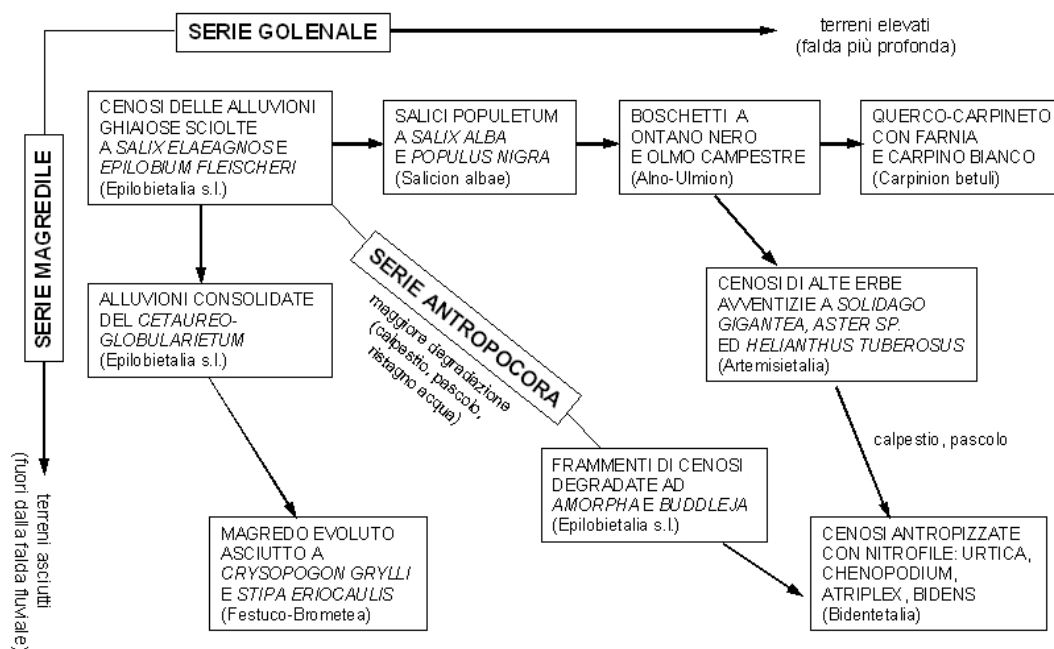 SERIE GOLENALE
terreni elevati
(falda più profonda)
SERIE MAGREDILE
terreni asciutti
(fuori dalla falda fluviale)
CENOSI DELLE ALLUVIONI
GHIAIOSE SCIOLTE
A SALIX ELAEAGNOS E
EPILOBIUM FLEISCHERI
(Epilobietalia s.l.)
SALICI POPULETUM
A SALIX ALBA
E POPULUS NIGRA
(Salicion albae)
BOSCHETTI A
ONTANO NERO
E OLMO CAMPESTRE
(Alno-Ulmion)
QUERCO-CARPINETO
CON FARNIA
E CARPINO BIANCO
(Carpinion betuli)
SERIE ANTROPOCORA
maggiore degradazione
(calpestio, pascolo,
ristagno acqua)
ALLUVIONI CONSOLIDATE
DEL CETAUREO-
GLOBULARIETUM
(Epilobietalia s.l.)
CENOSI DI ALTE ERBE
AVVENTIZIE A SOLIDAGO
GIGANTEA, ASTER SP.
ED HELIANTHUS TUBEROSUS
(Artemisietalia)
calpestio, pascolo
FRAMMENTI DI CENOSI
DEGRADATE AD
AMORPHA E BUDDLEJA
(Epilobietalia s.l.)
MAGREDO EVOLUTO
ASCIUTTO A
CRYSOPOGON GRYLLI
E STIPA ERIOCAULIS
(Festuco-Brometea)
CENOSI ANTROPIZZATE
CON NITROFILE: URTICA,
CHENOPODIUM,
ATRIPLEX, BIDENS
(Bidentetalia)